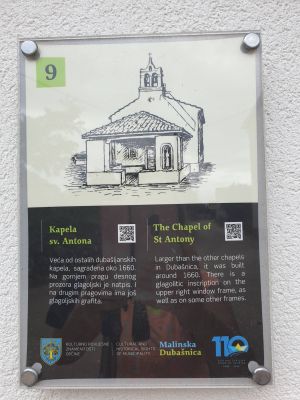 9
Kapela
sv. Antona
Veća od ostalih dubašljanskih
kapela, sagrađena oko 1660.
Na gornjem pragu desnog
prozora glagoljski je natpis. I
na drugim pragovima ima još
glagoljskih grafita.
The Chapel of
St Antony
Larger than the other chapels
in Dubašnica, it was built
around 1660. There is a
glegolitic inscription on the
upper right window frame, as
well as on some other frames.
KULTURNO POVIJESNE
ZNAMENITOSTI
OPĆINE
CULTURAL AND
HISTORICAL SIGHTS
OF MUNICIPALITY
Malinska
Dubašnica
110